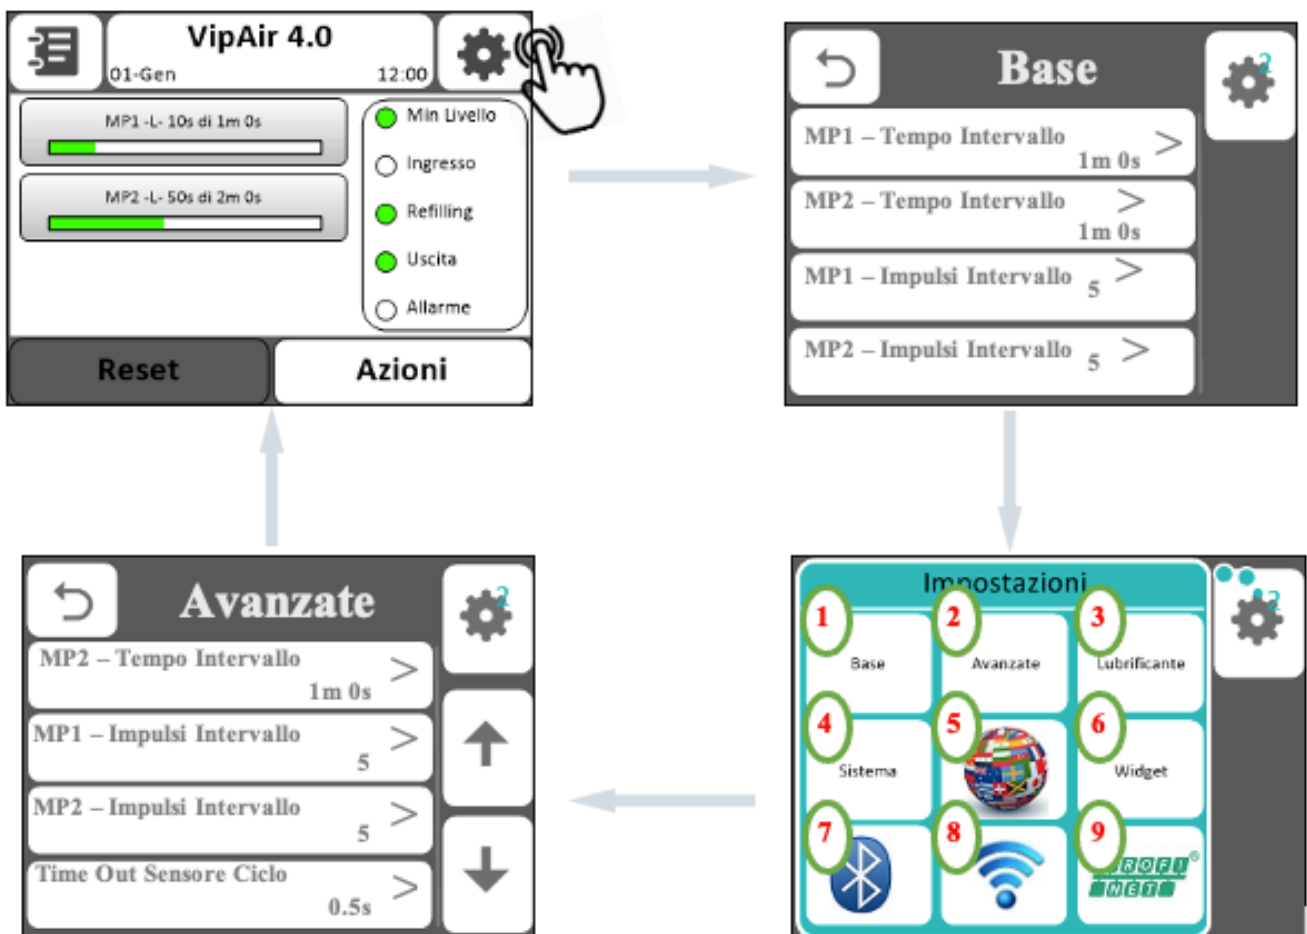 VipAir 4.0
01-Gen 12:00
MP1 -L- 10s di 1m 0s
MP2 -L- 50s di 2m 0s
Min Livello
Ingresso
Refilling
Uscita
Allarme
Reset
Azioni
Base
2
MP1 – Tempo Intervallo >
1m 0s
MP2 – Tempo Intervallo >
1m 0s
MP1 – Impulsi Intervallo 5 >
MP2 – Impulsi Intervallo 5 >
Avanzate
2
MP2 – Tempo Intervallo >
1m 0s
MP1 – Impulsi Intervallo >
5
MP2 – Impulsi Intervallo >
5
Time Out Sensore Ciclo >
0.5s
Impostazioni
2
1
Base
2
Avanzate
3
Lubrificante
4
Sistema
5
6
Widget
7
8
9
PROFI
NET
®